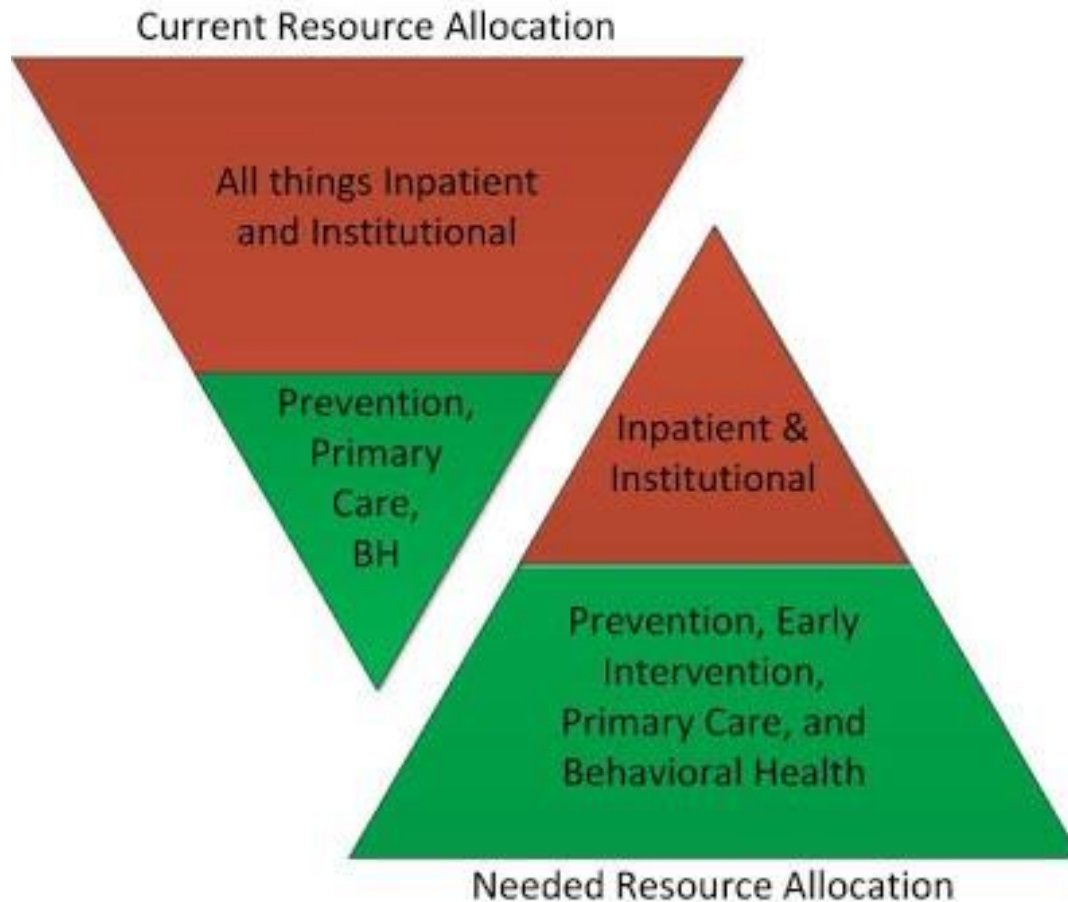 Current Resource Allocation
All things Inpatient
and Institutional
Prevention,
Primary
Care,
BH
Inpatient &
Institutional
Prevention, Early
Intervention,
Primary Care, and
Behavioral Health
Needed Resource Allocation